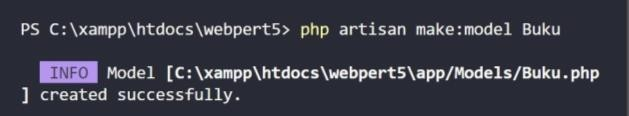 PS C:\xampp\htdocs\webpert5> php artisan make:model Buku
INFO Model [C:\xampp\htdocs\webpert5\app/Models/Buku.php
] created successfully.